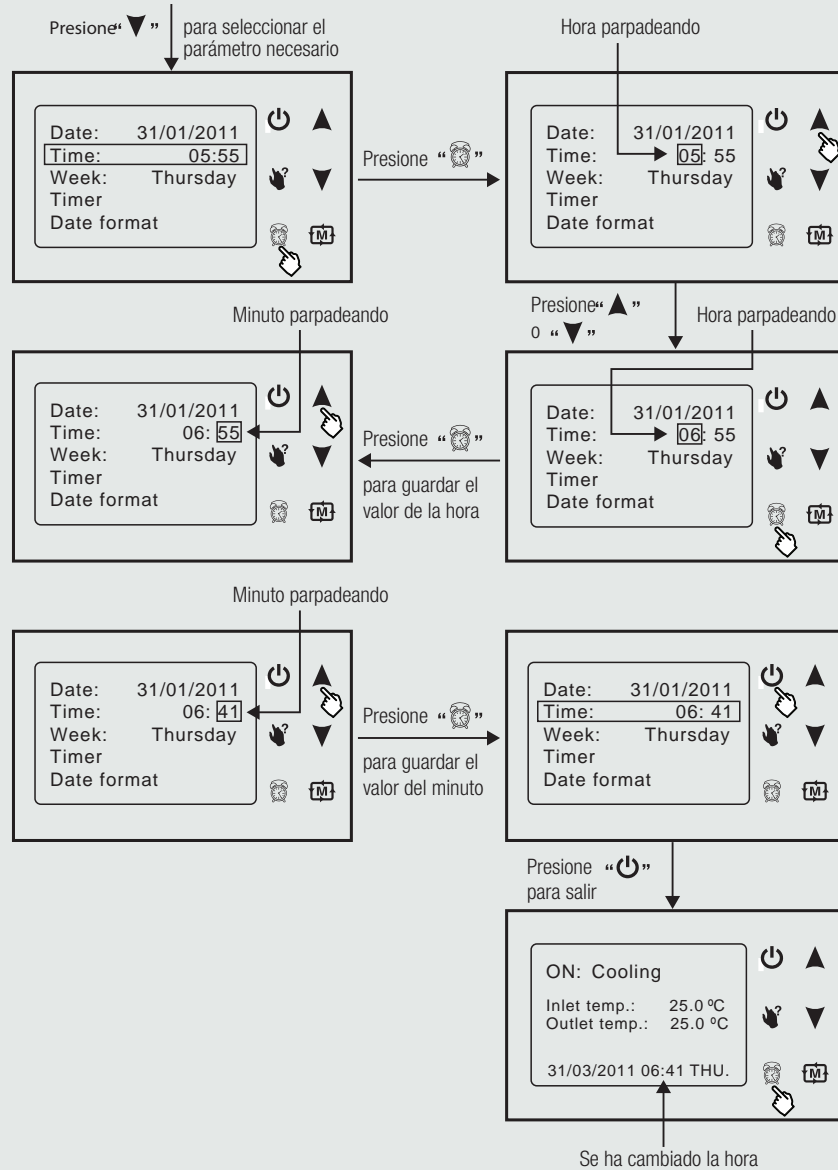 Presione “▼”
para seleccionar el
parámetro necesario
Date: 31/01/2011
Time: 05:55
Week: Thursday
Timer
Date format
?
M
Presione “⏰”
Hora parpadeando
Date: 31/01/2011
Time: 05: 55
Week: Thursday
Timer
Date format
?
M
Presione “▲”
o “▼”
Hora parpadeando
Date: 31/01/2011
Time: 06: 55
Week: Thursday
Timer
Date format
?
M
Presione “⏰”
para guardar el
valor de la hora
Minuto parpadeando
Date: 31/01/2011
Time: 06: 55
Week: Thursday
Timer
Date format
?
M
Minuto parpadeando
Date: 31/01/2011
Time: 06: 41
Week: Thursday
Timer
Date format
?
M
Presione “⏰”
para guardar el
valor del minuto
Date: 31/01/2011
Time: 06: 41
Week: Thursday
Timer
Date format
?
M
Presione “⏻”
para salir
ON: Cooling
Inlet temp.: 25.0 ºC
Outlet temp.: 25.0 ºC
31/03/2011 06:41 THU.
?
M
Se ha cambiado la hora